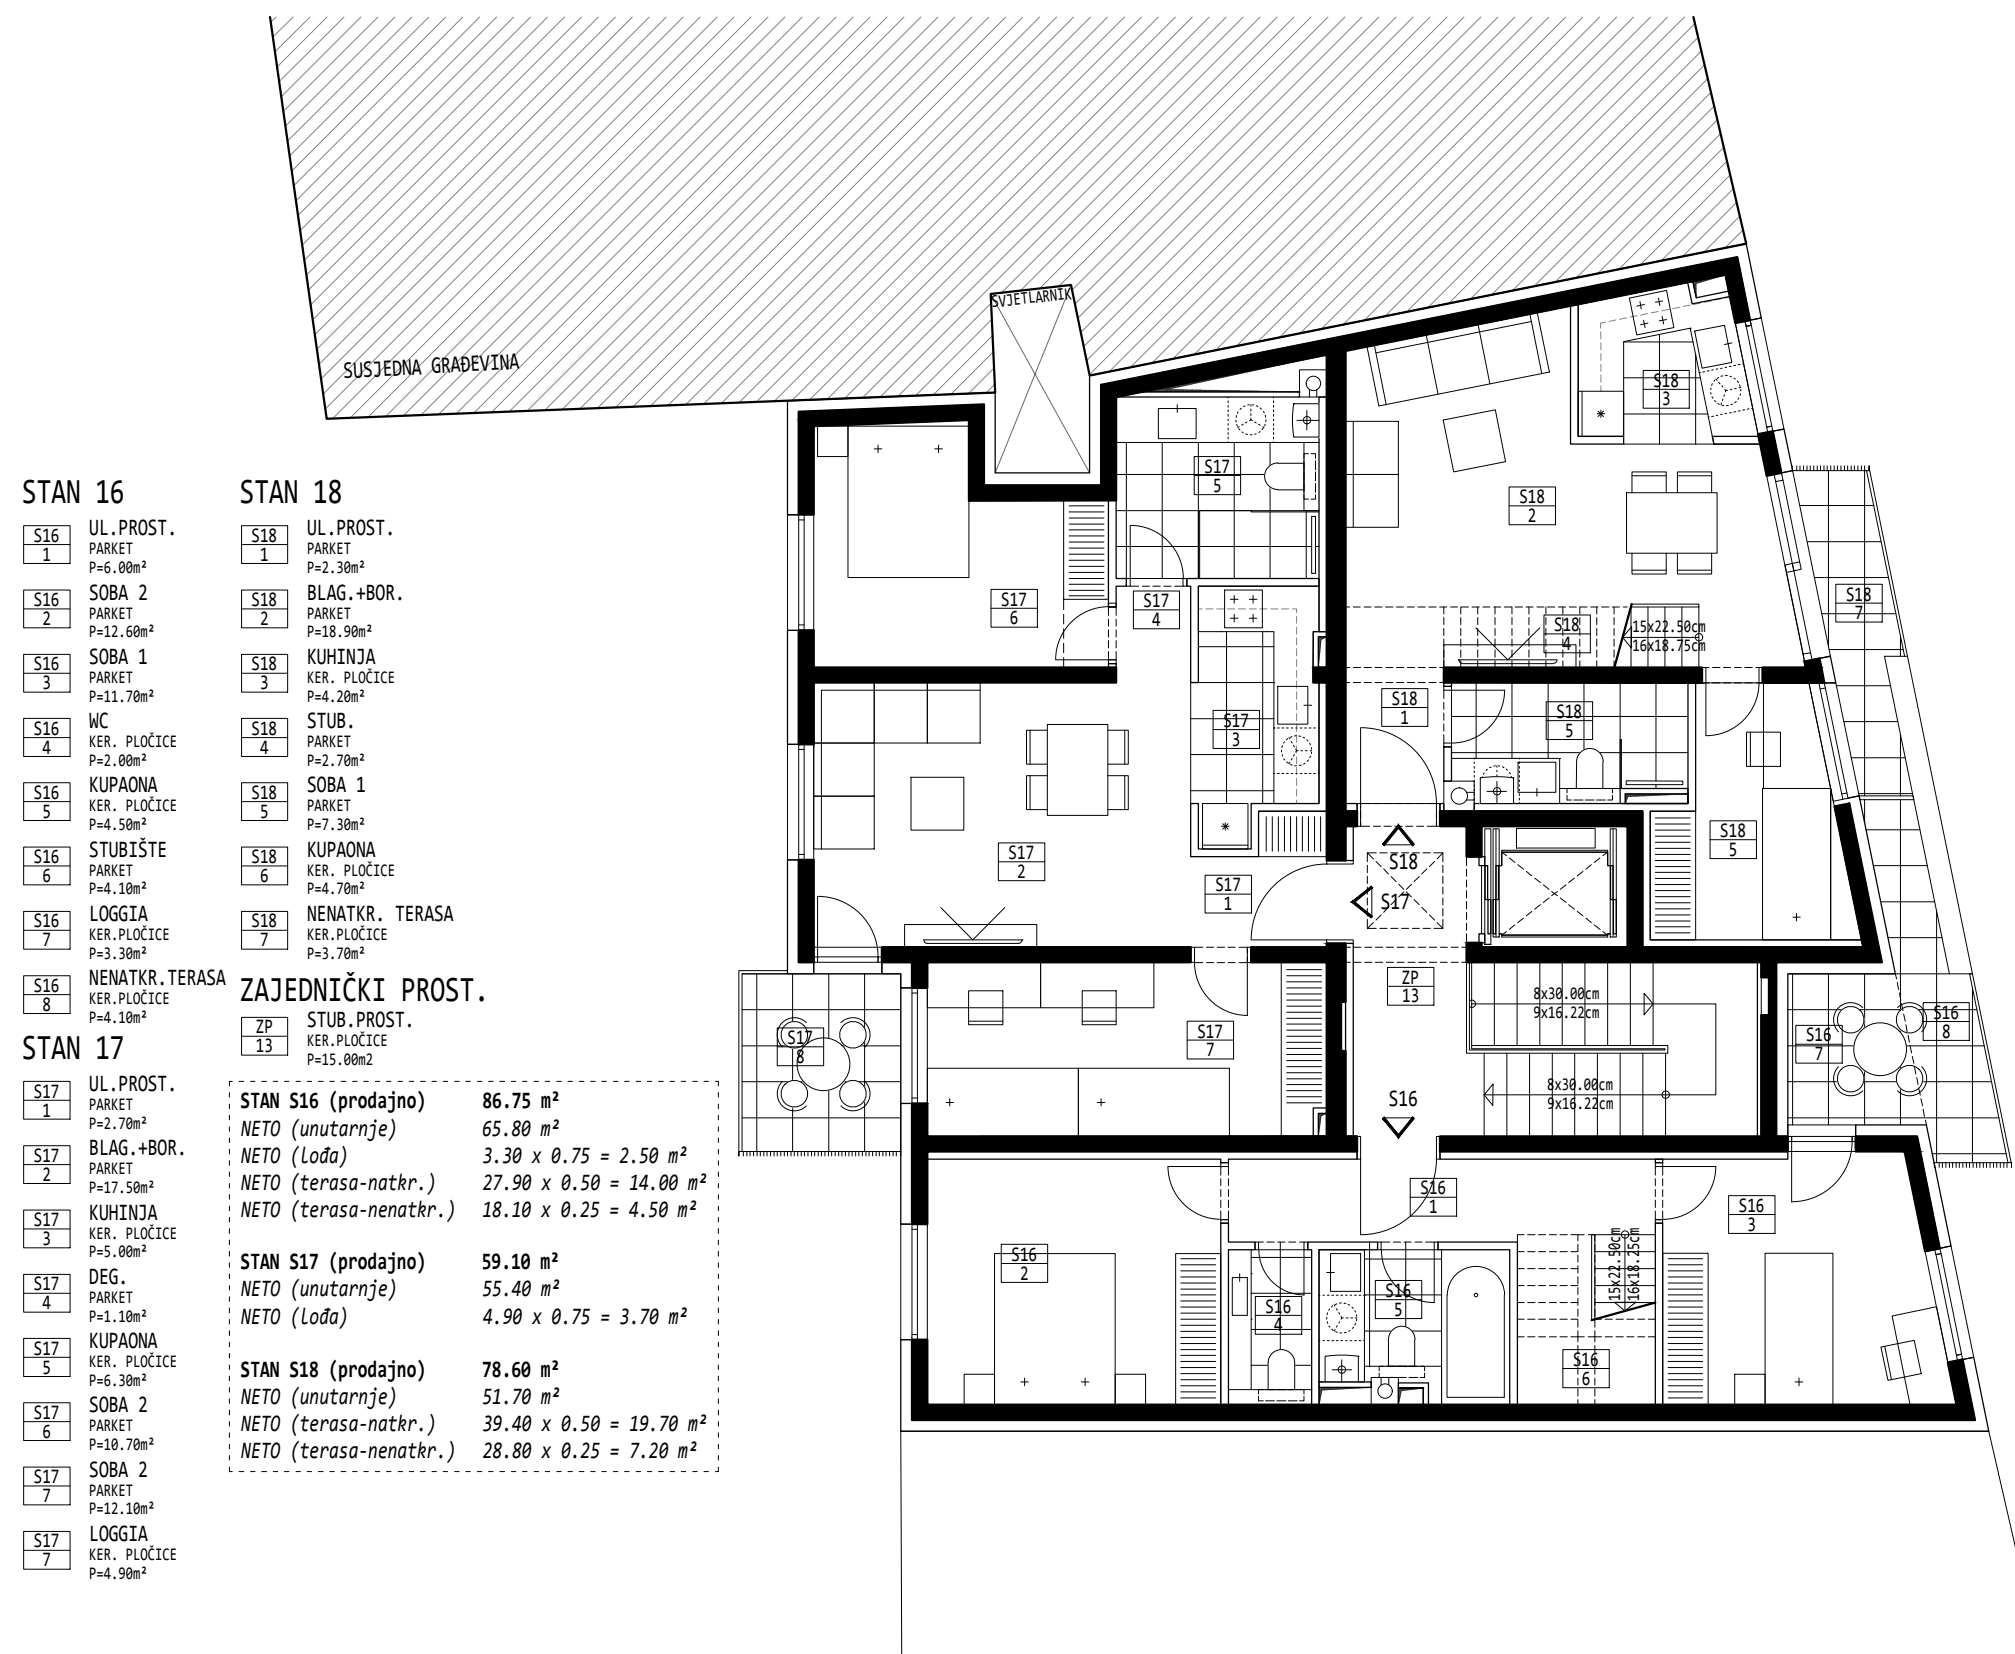 STAN 16
S16
1
UL.PROST.
PARKET
P=6.00m²
S16
2
SOBA 2
PARKET
P=12.60m²
S16
3
SOBA 1
PARKET
P=11.70m²
S16
4
WC
KER. PLOČICE
P=2.00m²
S16
5
KUPAONA
KER. PLOČICE
P=4.50m²
S16
6
STUBIŠTE
PARKET
P=4.10m²
S16
7
LOGGIA
KER.PLOČICE
P=3.30m²
S16
8
NENATKR.TERASA
KER.PLOČICE
P=4.10m²
STAN 17
S17
1
UL.PROST.
PARKET
P=2.70m²
S17
2
BLAG.+BOR.
PARKET
P=17.50m²
S17
3
KUHINJA
KER. PLOČICE
P=5.00m²
S17
4
DEG.
PARKET
P=1.10m²
S17
5
KUPAONA
KER. PLOČICE
P=6.30m²
S17
6
SOBA 2
PARKET
P=10.70m²
S17
7
SOBA 2
PARKET
P=12.10m²
S17
7
LOGGIA
KER. PLOČICE
P=4.90m²
STAN 18
S18
1
UL.PROST.
PARKET
P=2.30m²
S18
2
BLAG.+BOR.
PARKET
P=18.90m²
S18
3
KUHINJA
KER. PLOČICE
P=4.20m²
S18
4
STUB.
PARKET
P=2.70m²
S18
5
SOBA 1
PARKET
P=7.30m²
S18
6
KUPAONA
KER. PLOČICE
P=4.70m²
S18
7
NENATKR. TERASA
KER.PLOČICE
P=3.70m²
ZAJEDNIČKI PROST.
ZP
13
STUB.PROST.
KER.PLOČICE
P=15.00m2
STAN S16 (prodajno) 86.75 m²
NETO (unutarnje) 65.80 m²
NETO (lođa) 3.30 x 0.75 = 2.50 m²
NETO (terasa-natkr.) 27.90 x 0.50 = 14.00 m²
NETO (terasa-nenatkr.) 18.10 x 0.25 = 4.50 m²
STAN S17 (prodajno) 59.10 m²
NETO (unutarnje) 55.40 m²
NETO (lođa) 4.90 x 0.75 = 3.70 m²
STAN S18 (prodajno) 78.60 m²
NETO (unutarnje) 51.70 m²
NETO (terasa-natkr.) 39.40 x 0.50 = 19.70 m²
NETO (terasa-nenatkr.) 28.80 x 0.25 = 7.20 m²
SUSJEDNA GRAĐEVINA
SVJETLARNIK
S18
3
S17
5
S18
2
S17
6
S17
4
S18
7
S18
4
15x22.50cm
16x18.75cm
S18
1
S18
5
S17
3
S18
5
S17
2
S18
S17
1
S17
ZP
13
8x30.00cm
9x16.22cm
S17
8
S17
7
S16
7
S16
8
8x30.00cm
9x16.22cm
S16
S16
1
S16
3
S16
2
15x22.50cm
16x18.25cm
S16
4
S16
5
S16
6